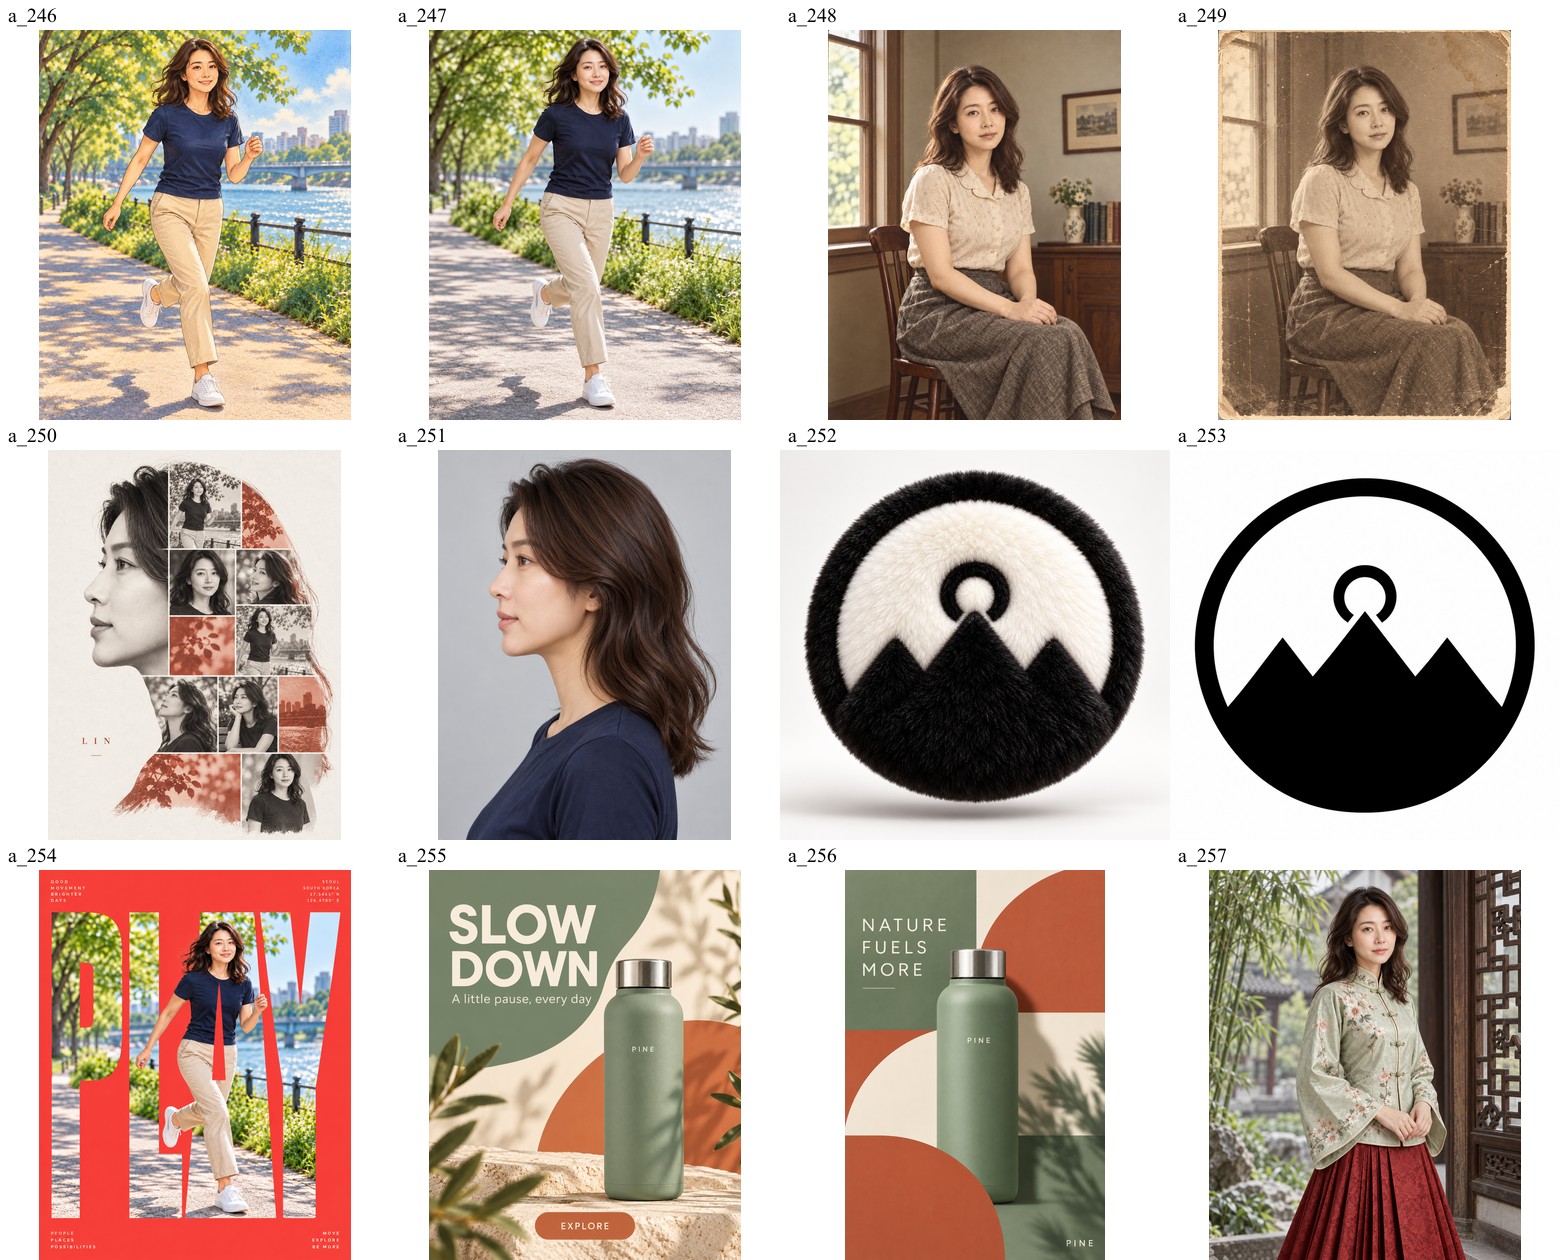 a_246
a_247
a_248
a_249
a_250
a_251
LIN
a_252
a_253
a_254
GOOD
MOVEMENT
BRIGHTER
DAYS
SEOUL
SOUTH KOREA
PLAY
PEOPLE
PLACES
POSSIBILITIES
MOVE
EXPLORE
BE MORE
a_255
SLOW
DOWN
A little pause, every day
PINE
EXPLORE
a_256
NATURE
FUELS
MORE
PINE
PINE
a_257